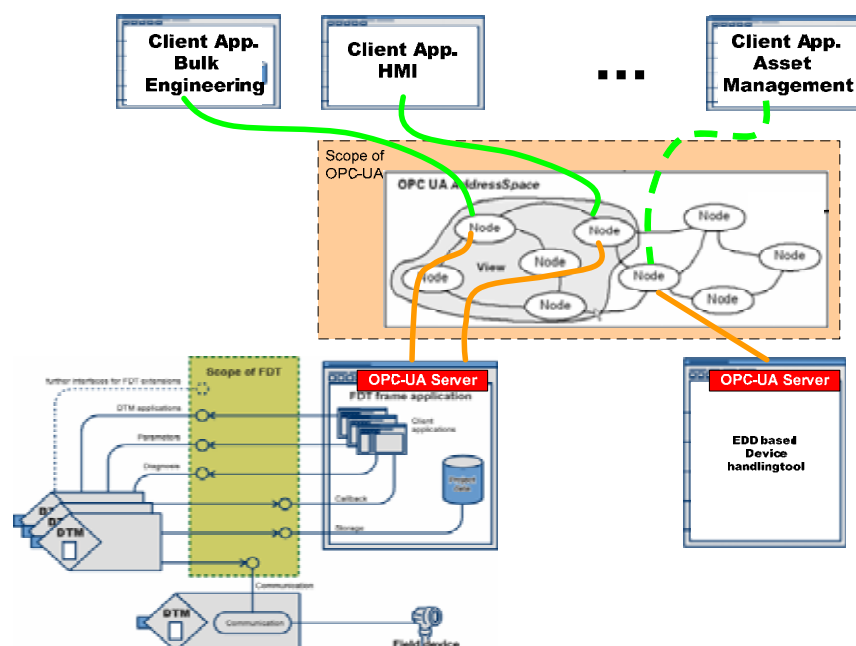 Client App.
Bulk
Engineering
Client App.
HMI
...
Client App.
Asset
Management
Scope of
OPC-UA
OPC UA AddressSpace
Node
Node
Node
View
Node
Node
Node
Node
Node
Node
Scope of FDT
further interfaces for FDT extensions
DTM applications
Parameters
Diagnosis
OPC-UA Server
FDT frame application
Client
applications
Project
Data
Callback
Storage
DTM
DTM
DTM
Communication
DTM
Communication
Fielddevice
OPC-UA Server
EDD based
Device
handlingtool